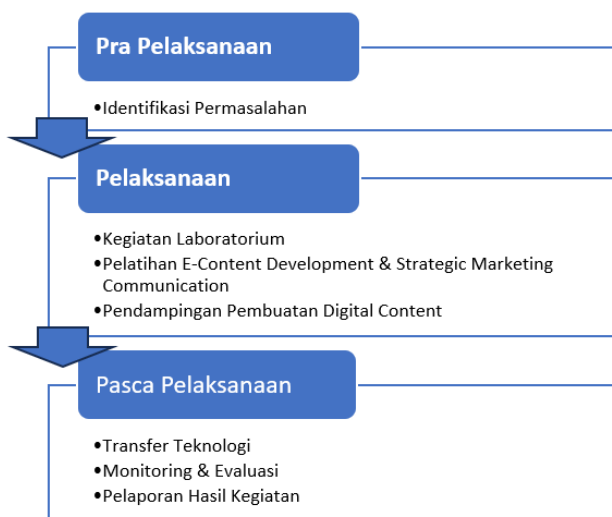 Pra Pelaksanaan
•Identifikasi Permasalahan
Pelaksanaan
•Kegiatan Laboratorium
•Pelatihan E-Content Development & Strategic Marketing
Communication
•Pendampingan Pembuatan Digital Content
Pasca Pelaksanaan
•Transfer Teknologi
•Monitoring & Evaluasi
•Pelaporan Hasil Kegiatan